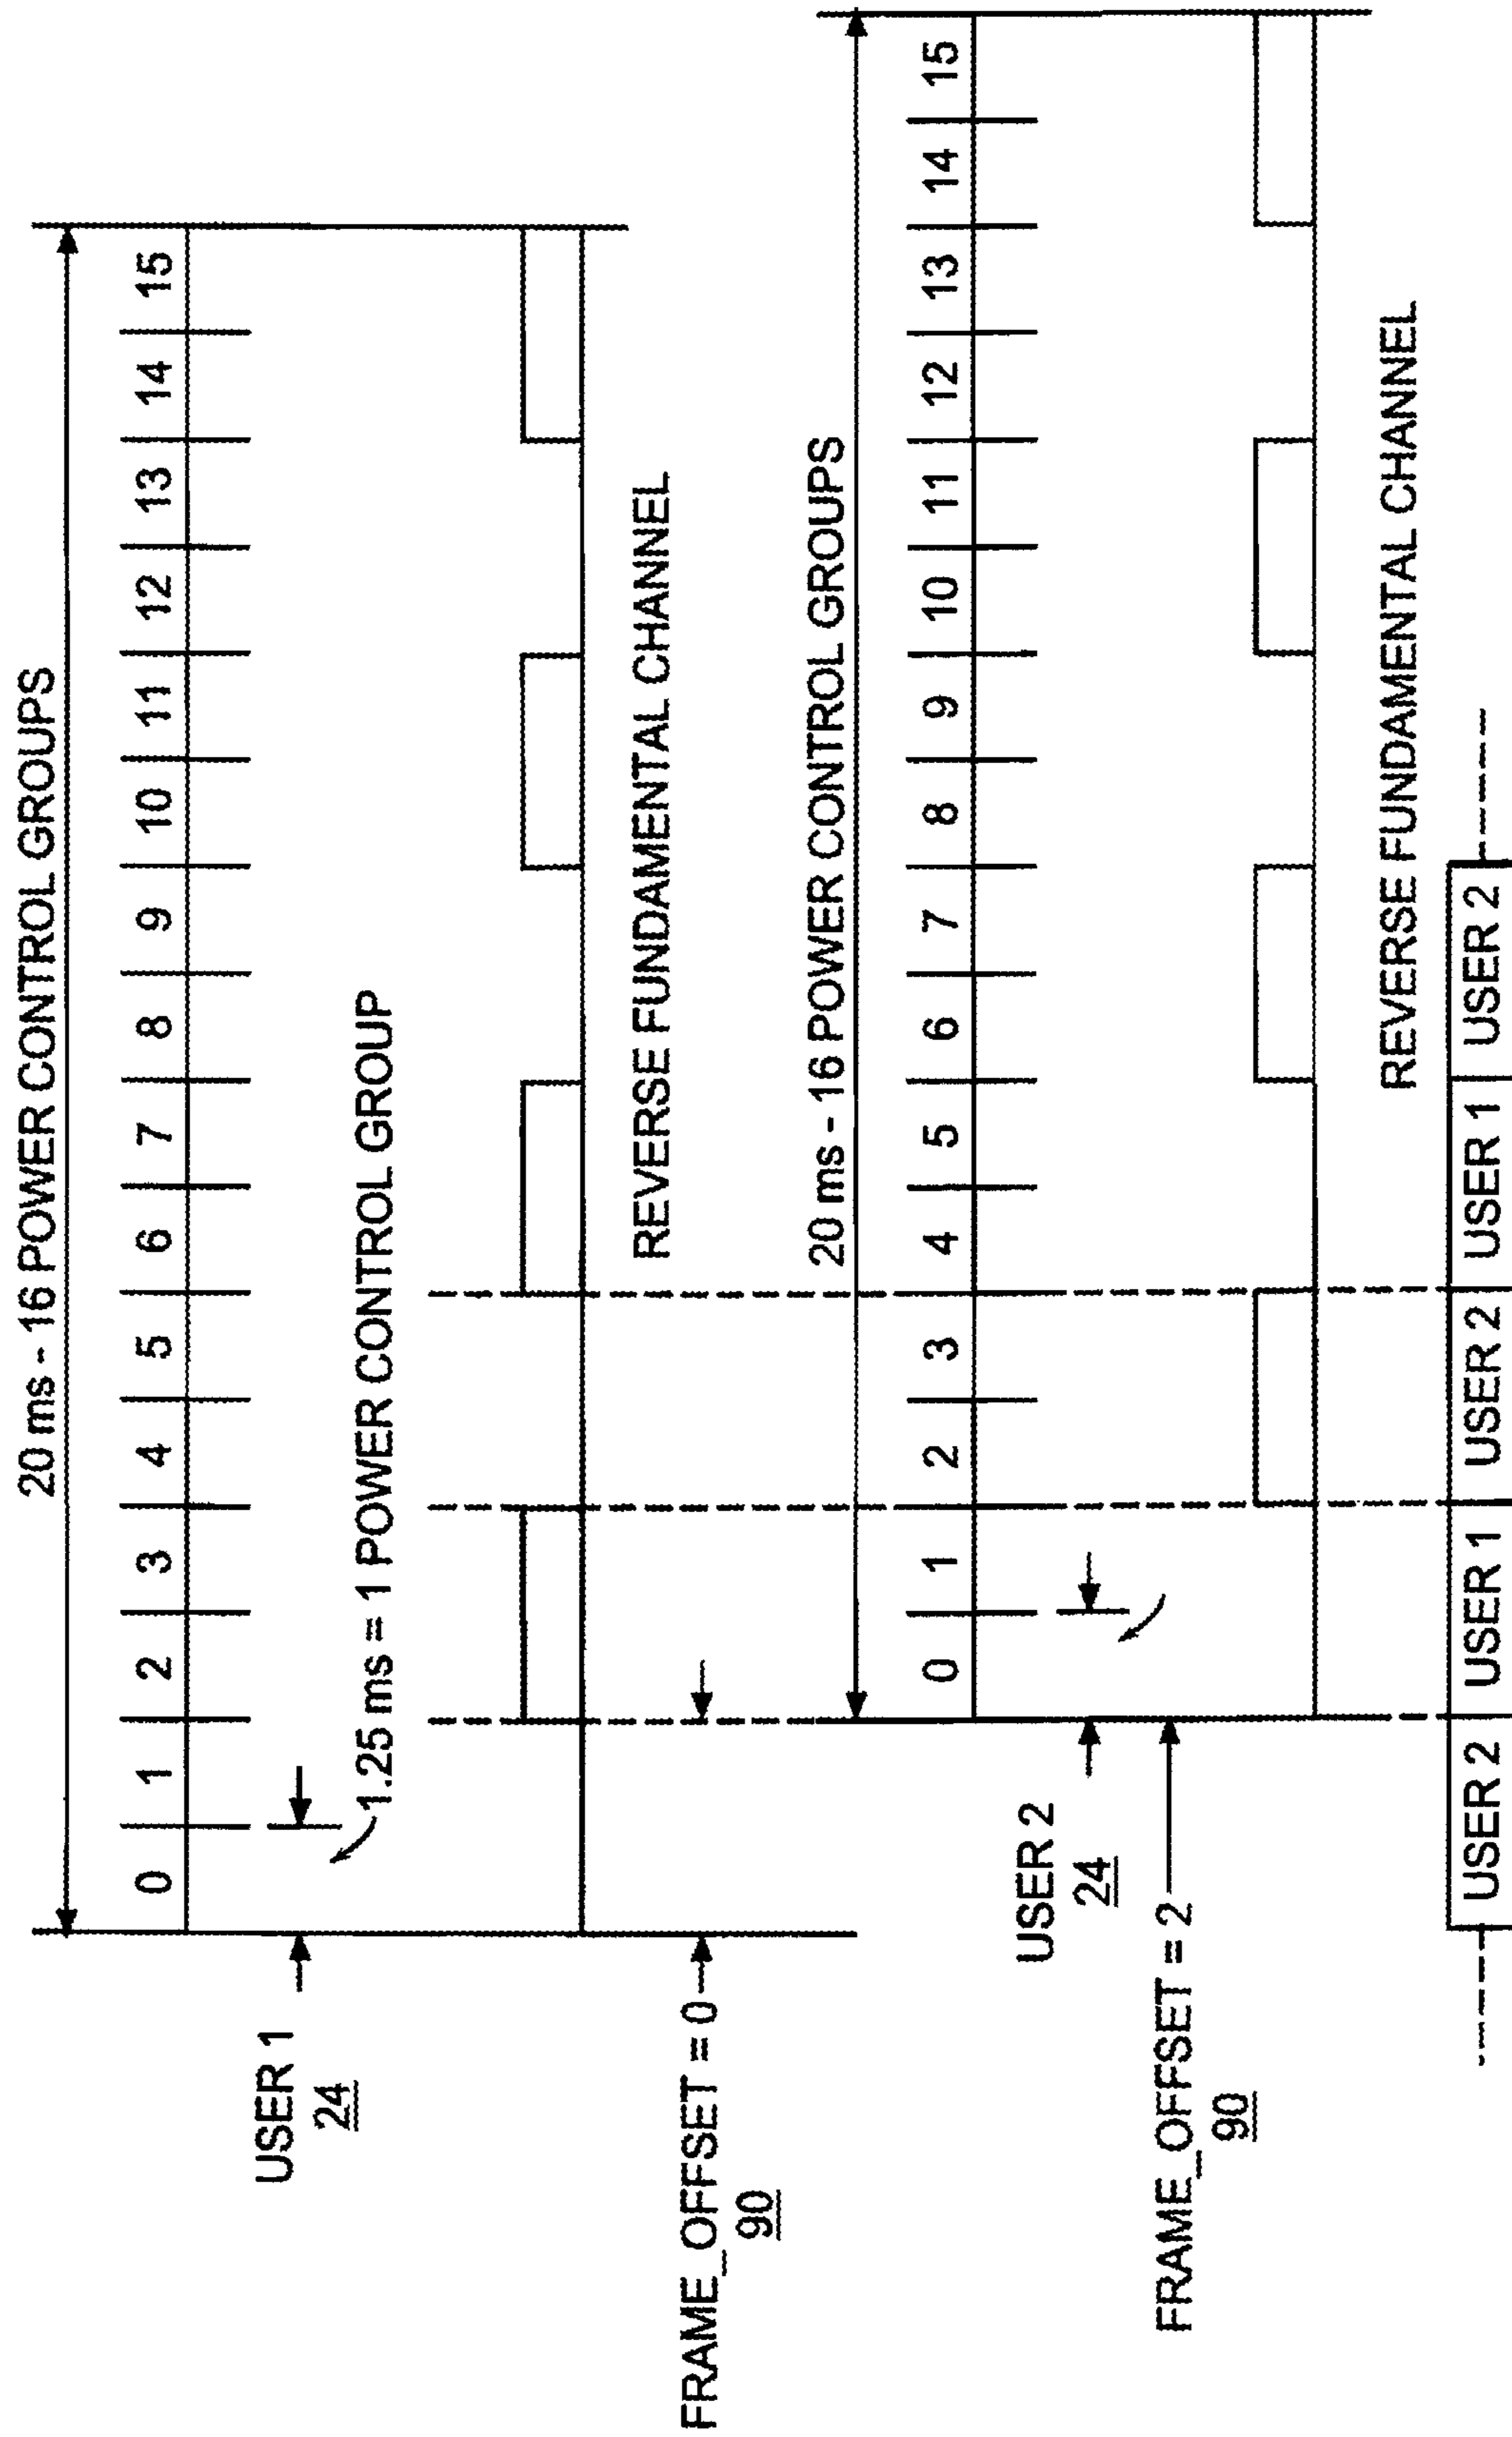 20 ms - 16 POWER CONTROL GROUPS
0 1 2 3 4 5 6 7 8 9 10 11 12 13 14 15
USER 1
24
1.25 ms = 1 POWER CONTROL GROUP
REVERSE FUNDAMENTAL CHANNEL
FRAME_OFFSET = 0
90
20 ms - 16 POWER CONTROL GROUPS
0 1 2 3 4 5 6 7 8 9 10 11 12 13 14 15
USER 2
24
FRAME_OFFSET = 2
90
REVERSE FUNDAMENTAL CHANNEL
USER 2 USER 1 USER 2 USER 1 USER 2